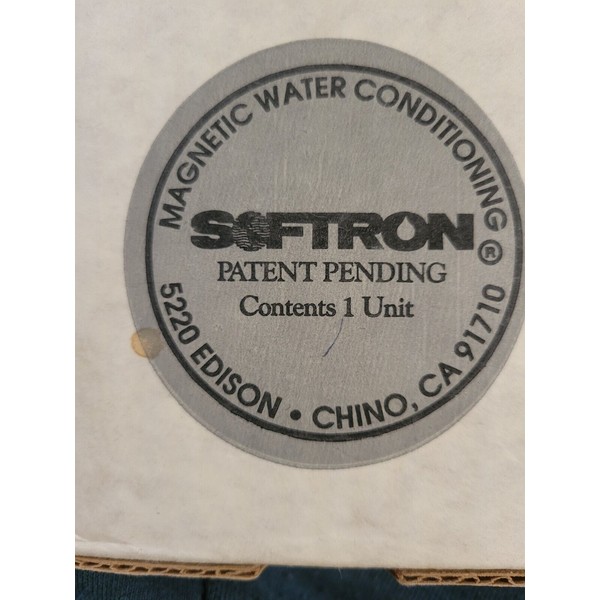 MAGNETIC WATER CONDITIONING ®
SOFTRON
PATENT PENDING
Contents 1 Unit
5220 EDISON • CHINO, CA 91710